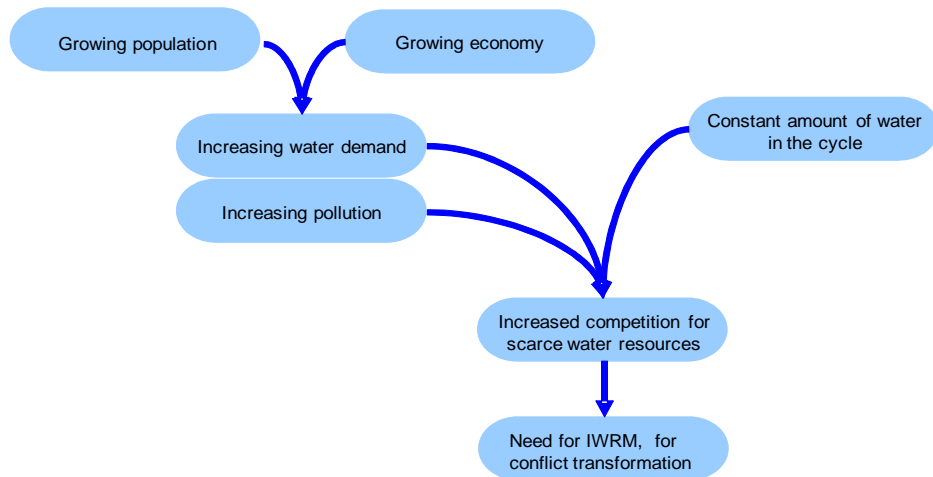 Growing population
Growing economy
Constant amount of water
in the cycle
Increasing water demand
Increasing pollution
Increased competition for
scarce water resources
Need for IWRM, for
conflict transformation